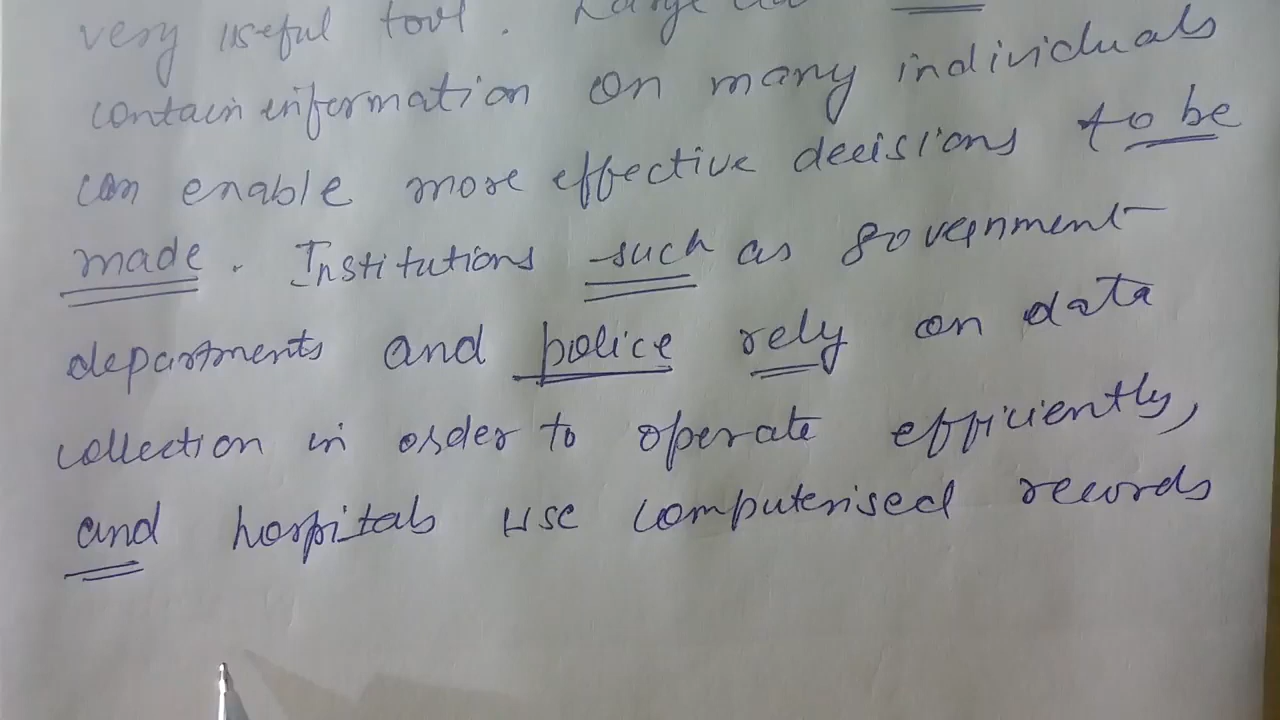 very useful tool. Large
contain information on many individuals
can enable more effective decisions to be
made. Institutions such as government
departments and police rely on data
collection in order to operate efficiently,
and hospitals use computerised records